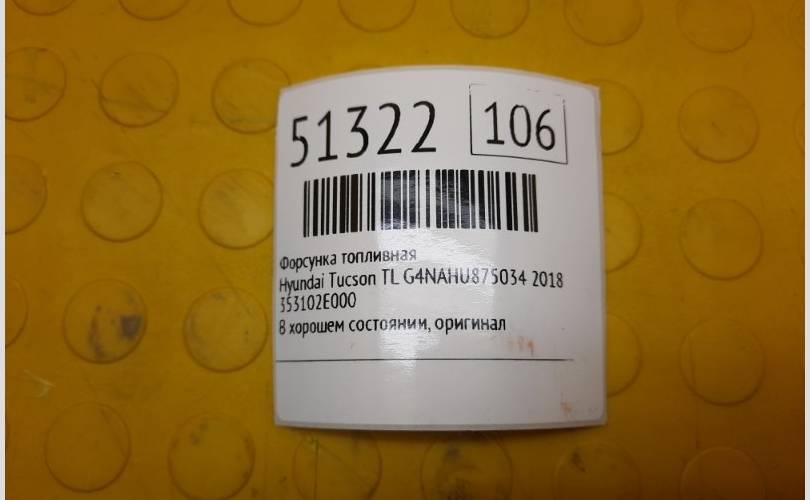 51322 106
Форсунка топливная
Hyundai Tucson TL G4NAHU875034 2018
353102E000
В хорошем состоянии, оригинал